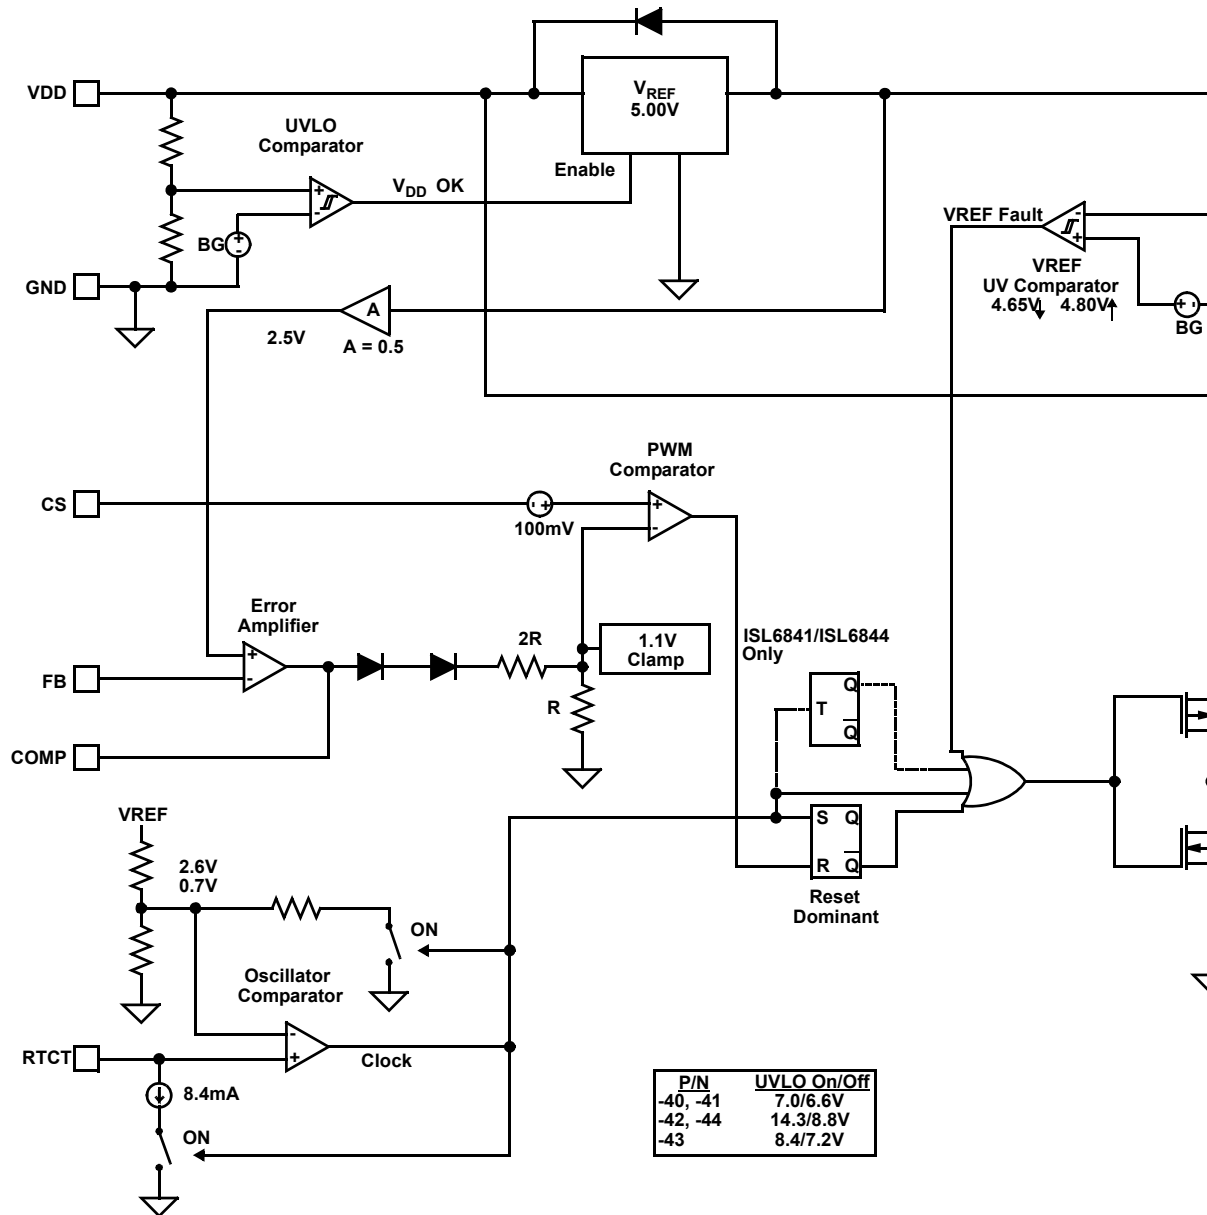 VDD
V_REF
5.00V
UVLO
Comparator
+
-
BG
+
-
V_DD OK
Enable
GND
VREF Fault
-
+
VREF
UV Comparator
4.65V 4.80V
+ -
BG
A
2.5V
A = 0.5
PWM
Comparator
CS
- +
100mV
+
-
Error
Amplifier
+
-
FB
COMP
2R
R
1.1V
Clamp
ISL6841/ISL6844
Only
T
Q
Q
S Q
R Q
Reset
Dominant
VREF
2.6V
0.7V
ON
Oscillator
Comparator
-
+
RTCT
Clock
8.4mA
ON
P/N UVLO On/Off
-40, -41 7.0/6.6V
-42, -44 14.3/8.8V
-43 8.4/7.2V